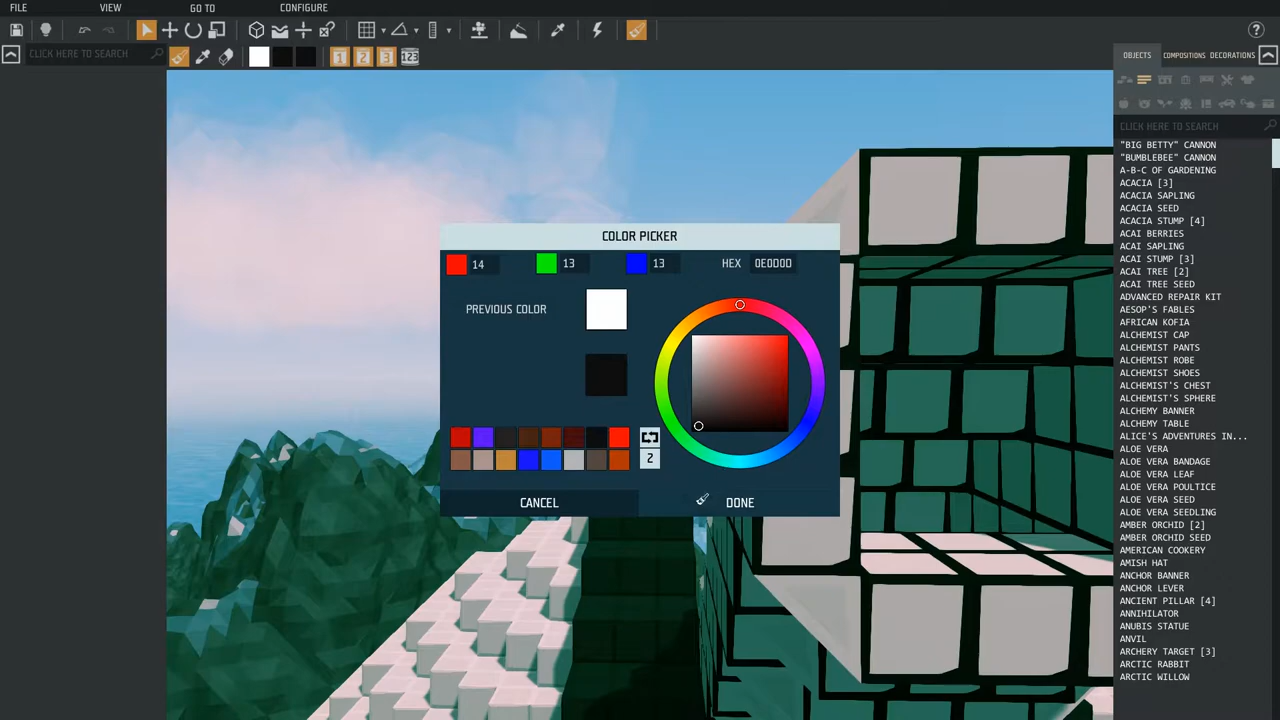 FILE VIEW GO TO CONFIGURE
CLICK HERE TO SEARCH
1 2 3 123
OBJECTS COMPOSITIONS DECORATIONS
CLICK HERE TO SEARCH
"BIG BETTY" CANNON
"BUMBLEBEE" CANNON
A-B-C OF GARDENING
ACACIA [3]
ACACIA SAPLING
ACACIA SEED
ACACIA STUMP [4]
ACAI BERRIES
ACAI SAPLING
ACAI STUMP [3]
ACAI TREE [2]
ACAI TREE SEED
ADVANCED REPAIR KIT
AESOP'S FABLES
AFRICAN KOFIA
ALCHEMIST CAP
ALCHEMIST PANTS
ALCHEMIST ROBE
ALCHEMIST SHOES
ALCHEMIST'S CHEST
ALCHEMIST'S SPHERE
ALCHEMY BANNER
ALCHEMY TABLE
ALICE'S ADVENTURES IN...
ALOE VERA
ALOE VERA BANDAGE
ALOE VERA LEAF
ALOE VERA POULTICE
ALOE VERA SEED
ALOE VERA SEEDLING
AMBER ORCHID [2]
AMBER ORCHID SEED
AMERICAN COOKERY
AMISH HAT
ANCHOR BANNER
ANCHOR LEVER
ANCIENT PILLAR [4]
ANNIHILATOR
ANUBIS STATUE
ANVIL
ARCHERY TARGET [3]
ARCTIC RABBIT
ARCTIC WILLOW
COLOR PICKER
14 13 13 HEX 0E0D0D
PREVIOUS COLOR
2
CANCEL DONE